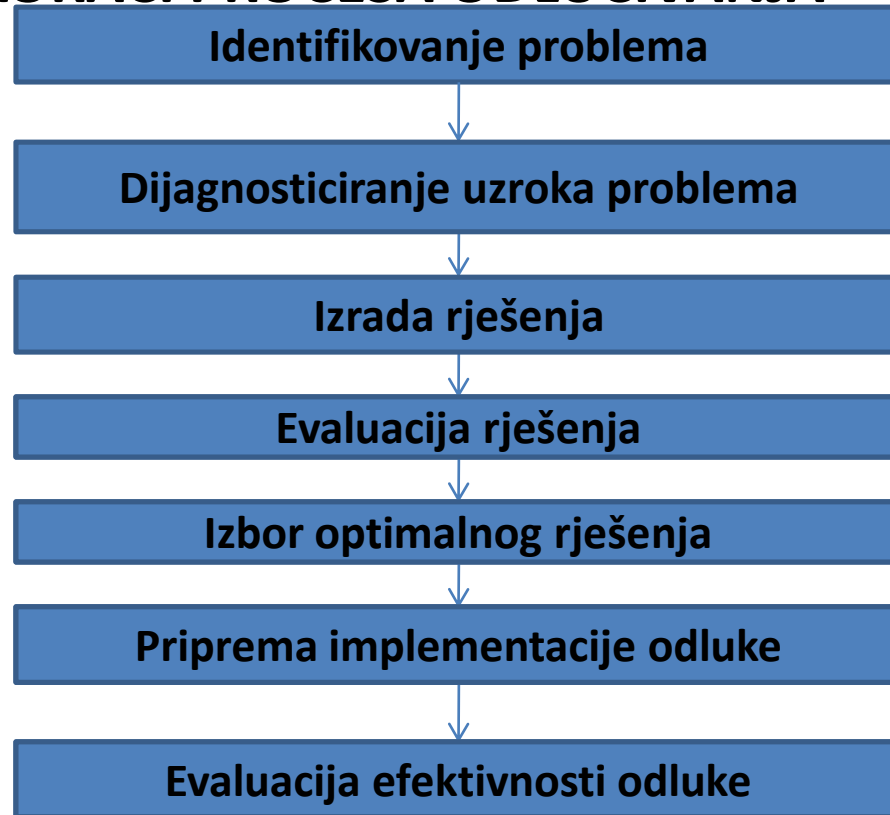 Identifikovanje problema
Dijagnosticiranje uzroka problema
Izrada rješenja
Evaluacija rješenja
Izbor optimalnog rješenja
Priprema implementacije odluke
Evaluacija efektivnosti odluke